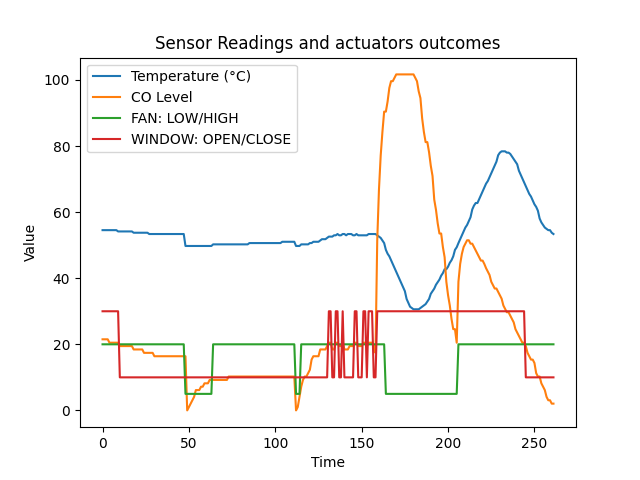 Sensor Readings and actuators outcomes
Temperature (°C)
CO Level
FAN: LOW/HIGH
WINDOW: OPEN/CLOSE
Value
100
80
60
40
20
0
0 50 100 150 200 250
Time